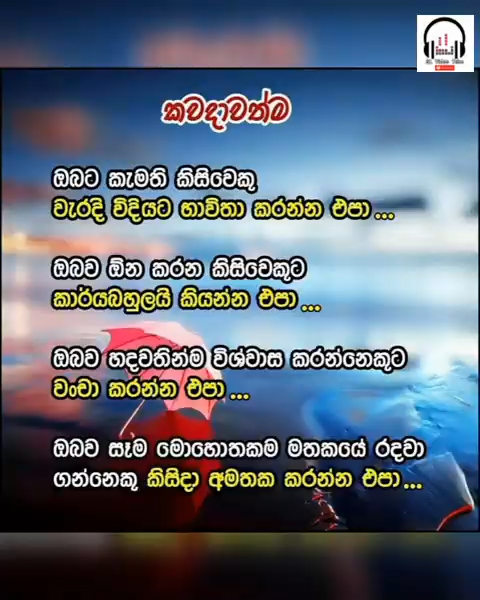 කවදාවත්ම
ඔබට කැමති කිසිවෙකු
වැරදි විදියට භාවිතා කරන්න එපා...
ඔබව ඕන කරන කිසිවෙකුට
කාර්යබහුලයි කියන්න එපා...
ඔබව හදවතින්ම විශ්වාස කරන්නෙකුට
වංචා කරන්න එපා...
ඔබව සෑම මොහොතකම මතකයේ රදවා
ගන්නෙකු කිසිදා අමතක කරන්න එපා...